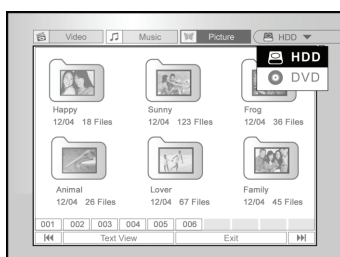 Video Music Picture HDD
HDD
DVD
Happy Sunny Frog
12/04 18 Files 12/04 123 Files 12/04 36 Files
Animal Lover Family
12/04 26 Files 12/04 67 Files 12/04 45 Files
001 002 003 004 005 006
Text View Exit